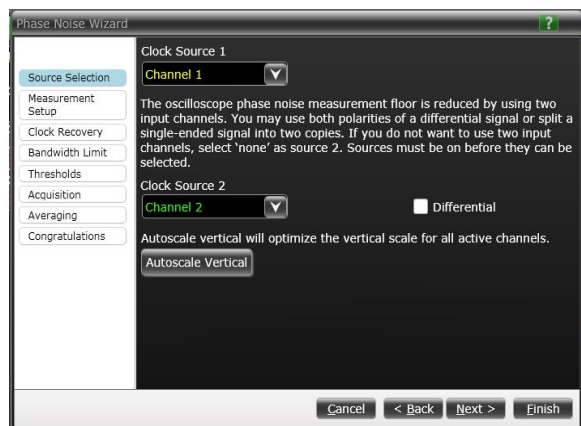 Phase Noise Wizard
?
Source Selection
Measurement
Setup
Clock Recovery
Bandwidth Limit
Thresholds
Acquisition
Averaging
Congratulations
Clock Source 1
Channel 1
The oscilloscope phase noise measurement floor is reduced by using two
input channels. You may use both polarities of a differential signal or split a
single-ended signal into two copies. If you do not want to use two input
channels, select 'none' as source 2. Sources must be on before they can be
selected.
Clock Source 2
Channel 2
Differential
Autoscale vertical will optimize the vertical scale for all active channels.
Autoscale Vertical
Cancel
< Back
Next >
Finish